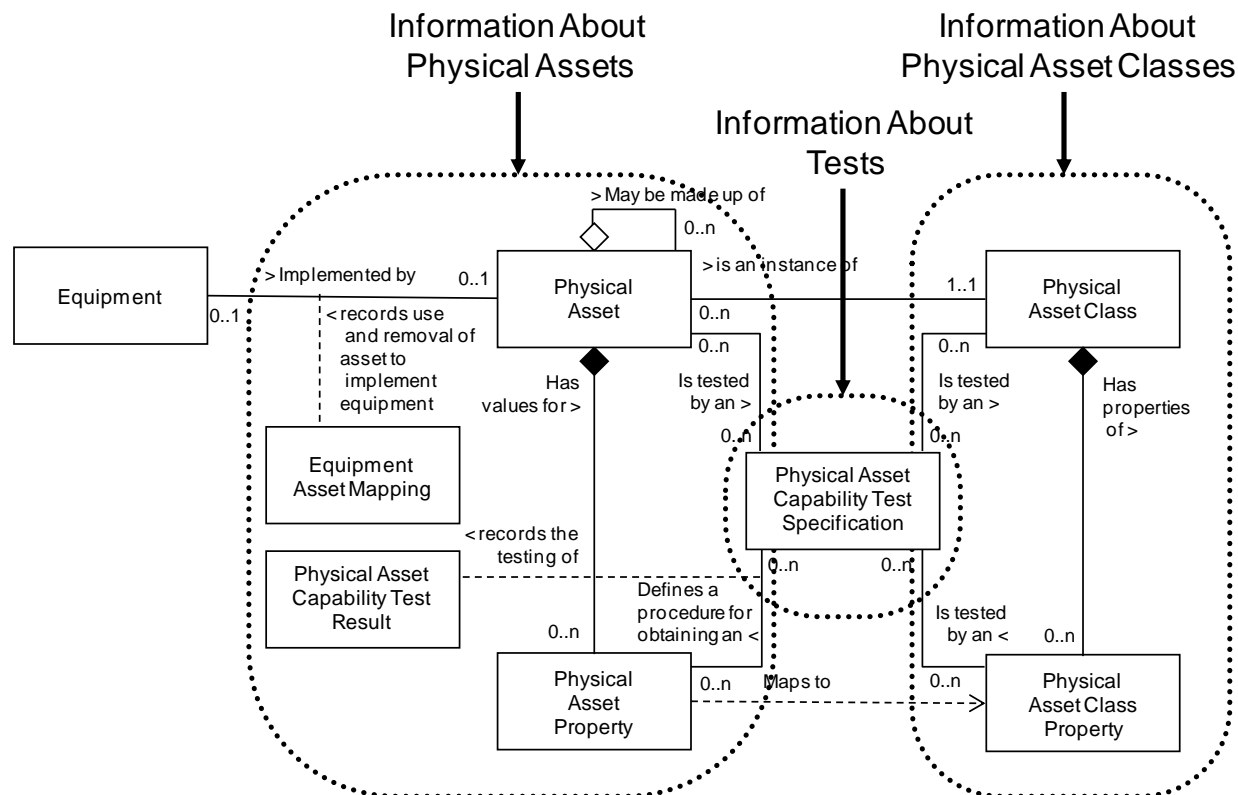 Information About
Physical Assets
Information About
Physical Asset Classes
Information About
Tests
> May be made up of
0..n
> Implemented by
0..1
> is an instance of
1..1
Equipment
Physical
Asset
Physical
Asset Class
0..1
0..n
< records use
and removal of
asset to
implement
equipment
0..n
0..n
Has
values for >
Is tested
by an >
Is tested
by an >
Has
properties
of >
0..n
0..n
Equipment
Asset Mapping
Physical Asset
Capability Test
Specification
< records the
testing of
0..n
0..n
Physical Asset
Capability Test
Result
Defines a
procedure for
obtaining an <
Is tested
by an <
0..n
0..n
0..n
0..n
Maps to
Physical
Asset
Property
Physical
Asset Class
Property